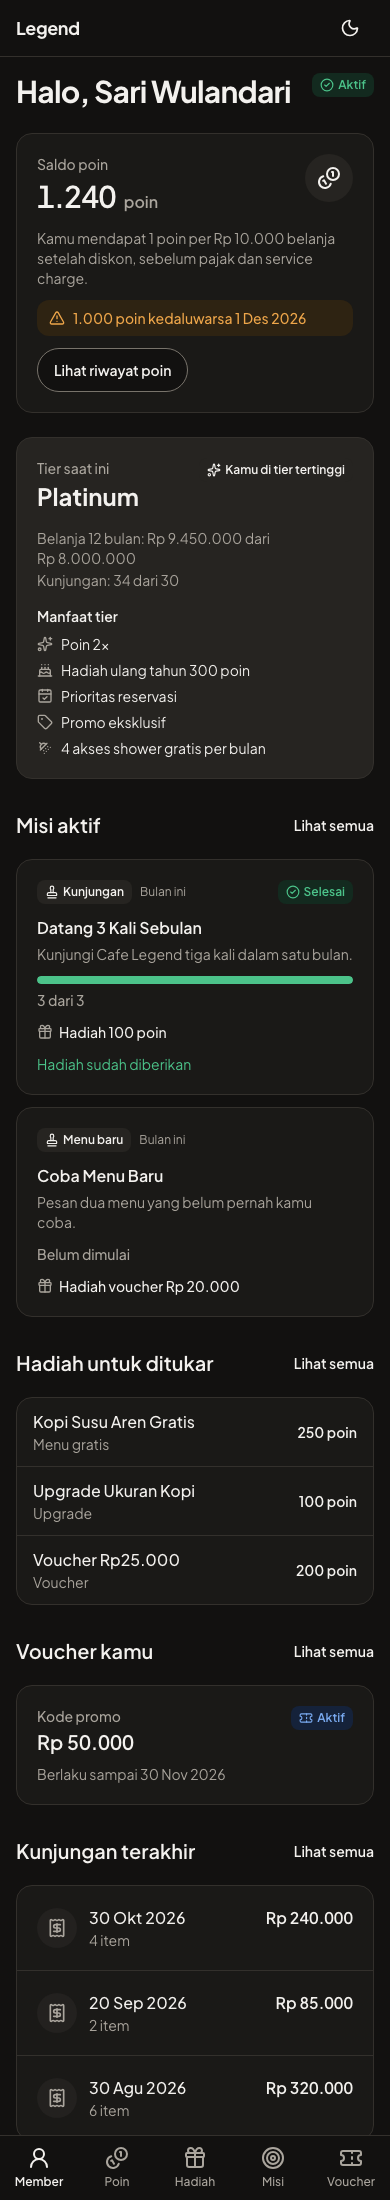 Legend
Halo, Sari Wulandari
Aktif
Saldo poin
1.240 poin
Kamu mendapat 1 poin per Rp 10.000 belanja
setelah diskon, sebelum pajak dan service
charge.
1.000 poin kedaluwarsa 1 Des 2026
Lihat riwayat poin
Tier saat ini
Kamu di tier tertinggi
Platinum
Belanja 12 bulan: Rp 9.450.000 dari
Rp 8.000.000
Kunjungan: 34 dari 30
Manfaat tier
Poin 2×
Hadiah ulang tahun 300 poin
Prioritas reservasi
Promo eksklusif
4 akses shower gratis per bulan
Misi aktif
Lihat semua
Kunjungan
Bulan ini
Selesai
Datang 3 Kali Sebulan
Kunjungi Cafe Legend tiga kali dalam satu bulan.
3 dari 3
Hadiah 100 poin
Hadiah sudah diberikan
Menu baru
Bulan ini
Coba Menu Baru
Pesan dua menu yang belum pernah kamu
coba.
Belum dimulai
Hadiah voucher Rp 20.000
Hadiah untuk ditukar
Lihat semua
Kopi Susu Aren Gratis
Menu gratis
250 poin
Upgrade Ukuran Kopi
Upgrade
100 poin
Voucher Rp25.000
Voucher
200 poin
Voucher kamu
Lihat semua
Kode promo
Aktif
Rp 50.000
Berlaku sampai 30 Nov 2026
Kunjungan terakhir
Lihat semua
30 Okt 2026
Rp 240.000
4 item
20 Sep 2026
Rp 85.000
2 item
30 Agu 2026
Rp 320.000
6 item
Member
Poin
Hadiah
Misi
Voucher